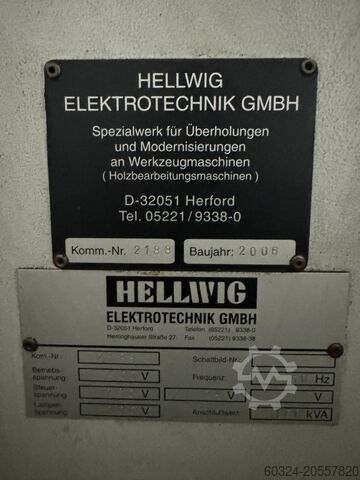 HELLWIG
ELEKTROTECHNIK GMBH
Spezialwerk für Überholungen
und Modernisierungen
an Werkzeugmaschinen
( Holzbearbeitungsmaschinen )
D-32051 Herford
Tel. 05221/9338-0
Komm.-Nr. 2188 Baujahr: 2006
HELLWIG
ELEKTROTECHNIK GMBH
D-32051 Herford Telefon (05221) 9338-0
Herringhauser Straße 27 Fax (05221) 9338-38
Kom.-Nr. Schaltbild-Nr.
Betriebs-
spannung V Frequenz Hz
Steuer-
spannung V V V
Lampen-
spannung V Anschlußwert kVA
60324-20557820